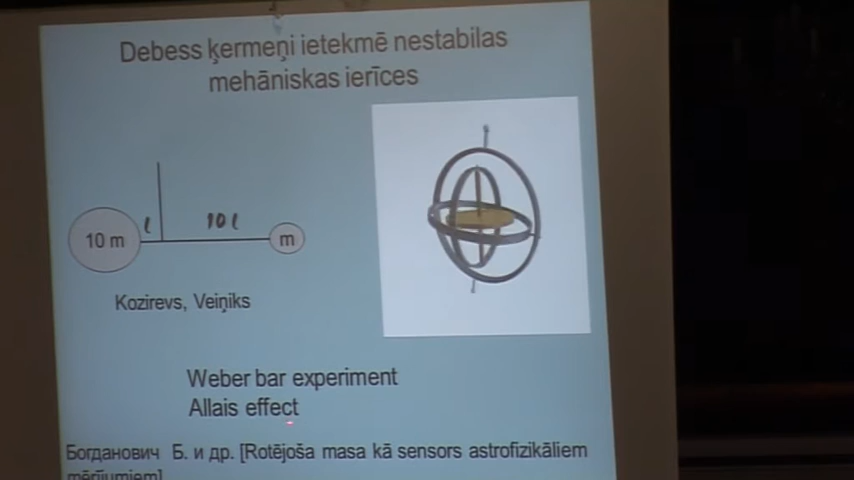 Debess ķermeņi ietekmē nestabilas
mehāniskas ierīces
l
10 l
10 m
m
Kozirevs, Veiņiks
Weber bar experiment
Allais effect
Богданович Б. и др. [Rotējoša masa kā sensors astrofizikāliem
mērījumiem]